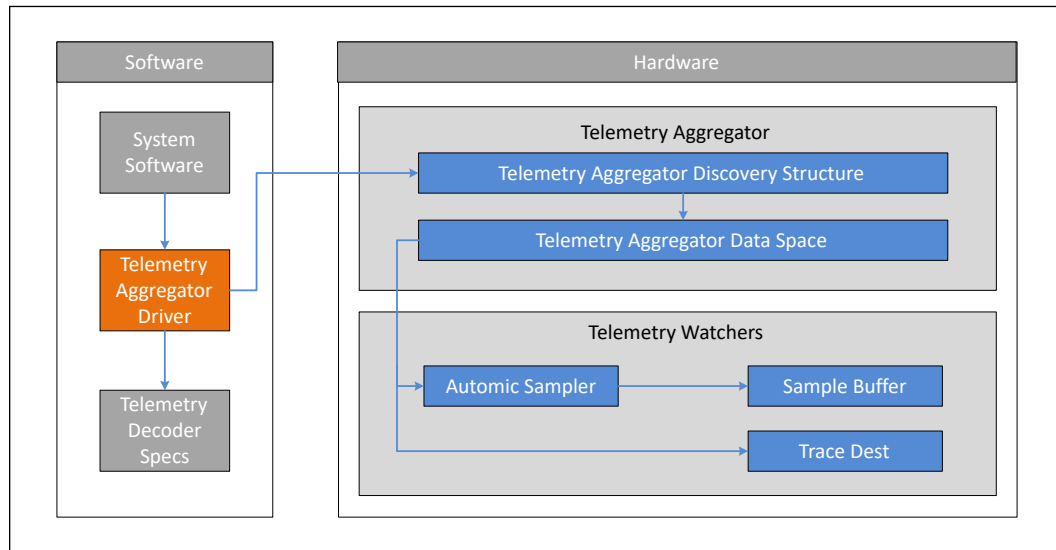 Software
System
Software
Telemetry
Aggregator
Driver
Telemetry
Decoder
Specs
Hardware
Telemetry Aggregator
Telemetry Aggregator Discovery Structure
Telemetry Aggregator Data Space
Telemetry Watchers
Automic Sampler
Sample Buffer
Trace Dest